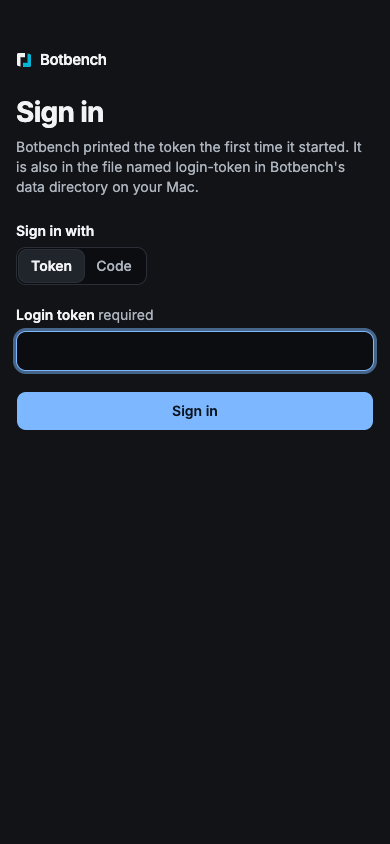 Botbench
Sign in
Botbench printed the token the first time it started. It
is also in the file named login-token in Botbench's
data directory on your Mac.
Sign in with
Token Code
Login token required
Sign in